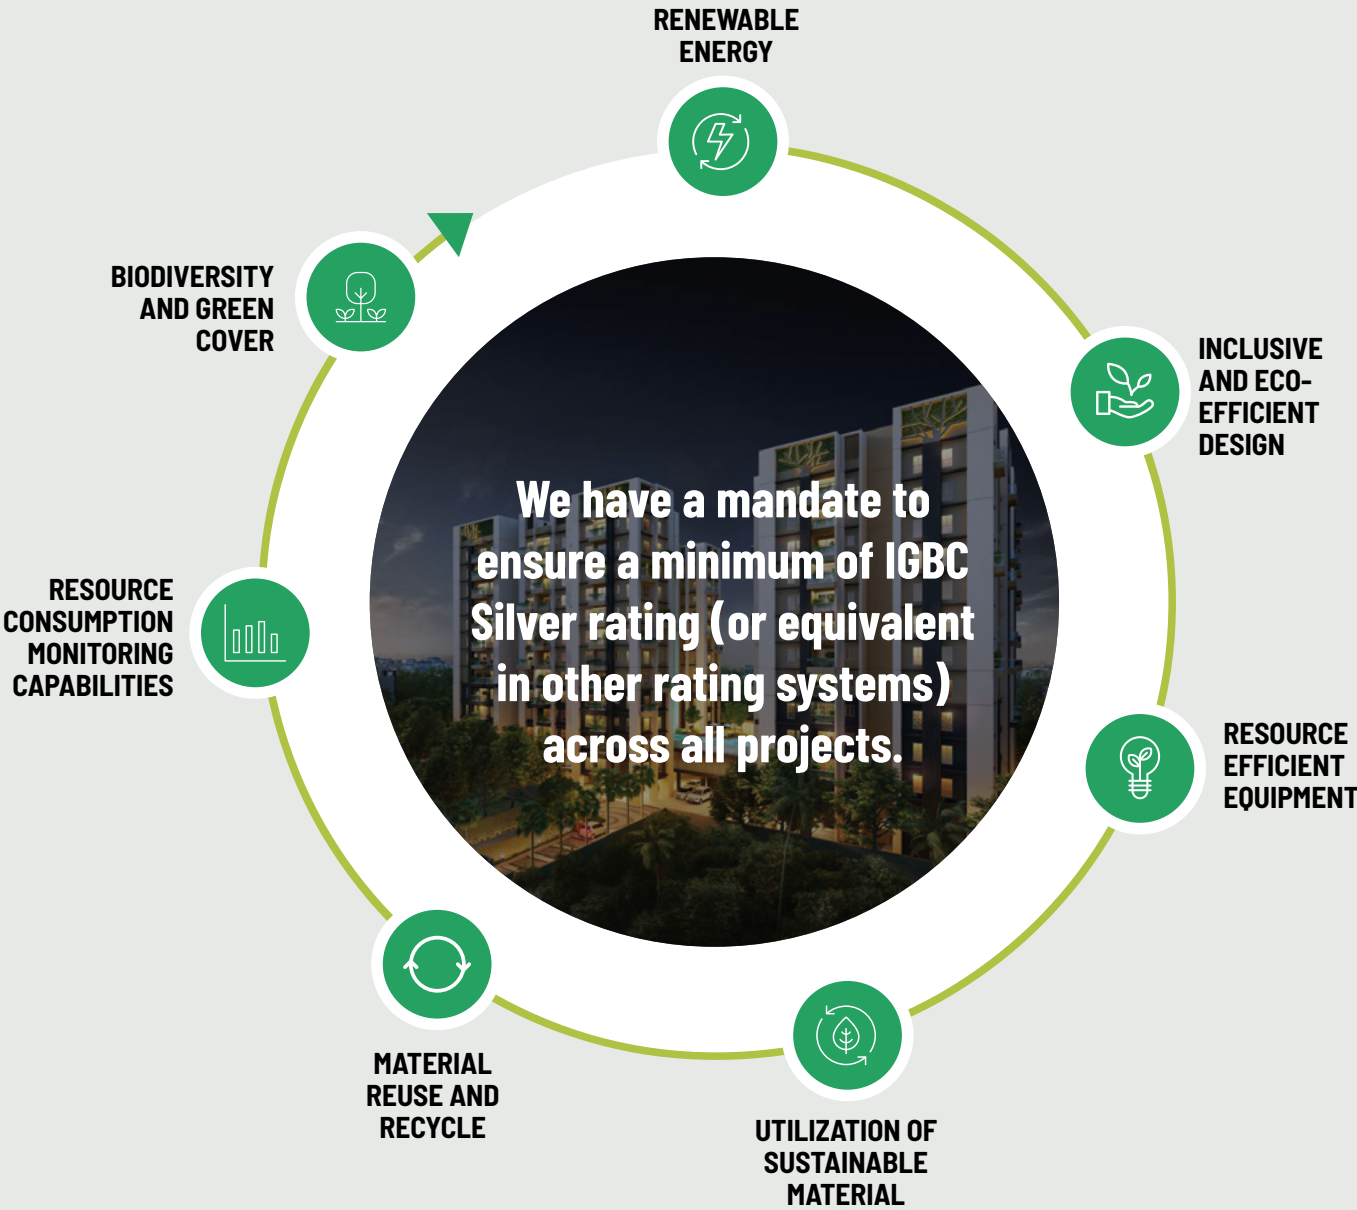 RENEWABLE
ENERGY
INCLUSIVE
AND ECO-
EFFICIENT
DESIGN
RESOURCE
EFFICIENT
EQUIPMENT
UTILIZATION OF
SUSTAINABLE
MATERIAL
MATERIAL
REUSE AND
RECYCLE
RESOURCE
CONSUMPTION
MONITORING
CAPABILITIES
BIODIVERSITY
AND GREEN
COVER
We have a mandate to
ensure a minimum of IGBC
Silver rating (or equivalent
in other rating systems)
across all projects.